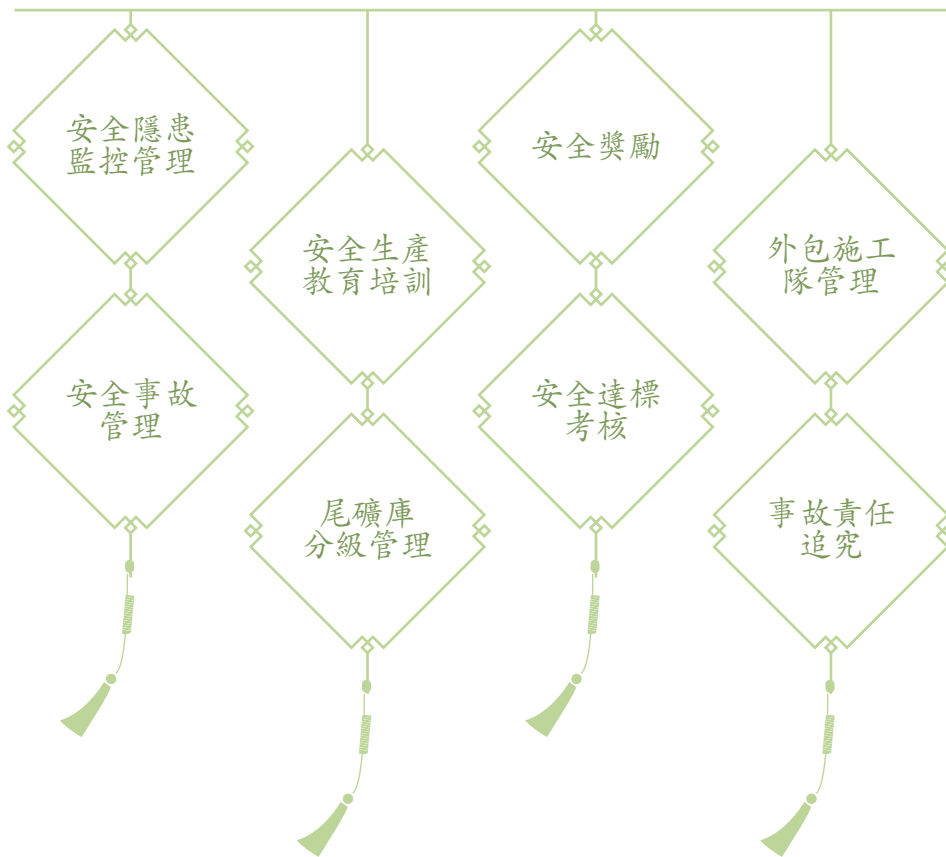 安全隱患
監控管理
安全獎勵
安全生產
教育培訓
外包施工
隊管理
安全事故
管理
安全達標
考核
尾礦庫
分級管理
事故責任
追究